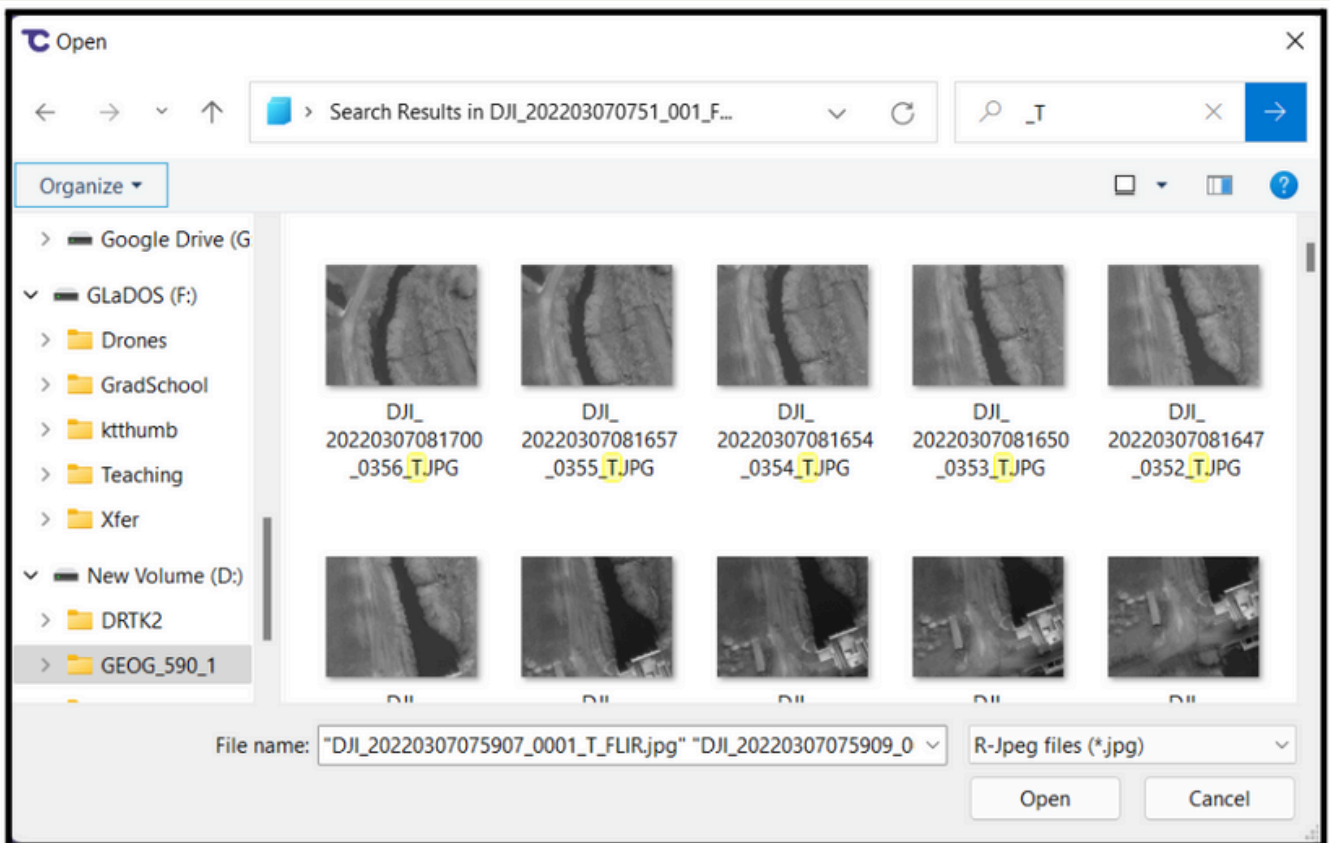 Open
Search Results in DJI_202203070751_001_F...
_T
Organize
Google Drive (G
GLaDOS (F:)
Drones
GradSchool
ktthumb
Teaching
Xfer
New Volume (D:)
DRTK2
GEOG_590_1
DJI_ DJI_ DJI_ DJI_ DJI_
20220307081700 20220307081657 20220307081654 20220307081650 20220307081647
_0356_T.JPG _0355_T.JPG _0354_T.JPG _0353_T.JPG _0352_T.JPG
File name: "DJI_20220307075907_0001_T_FLIR.jpg" "DJI_20220307075909_0
R-Jpeg files (*.jpg)
Open Cancel